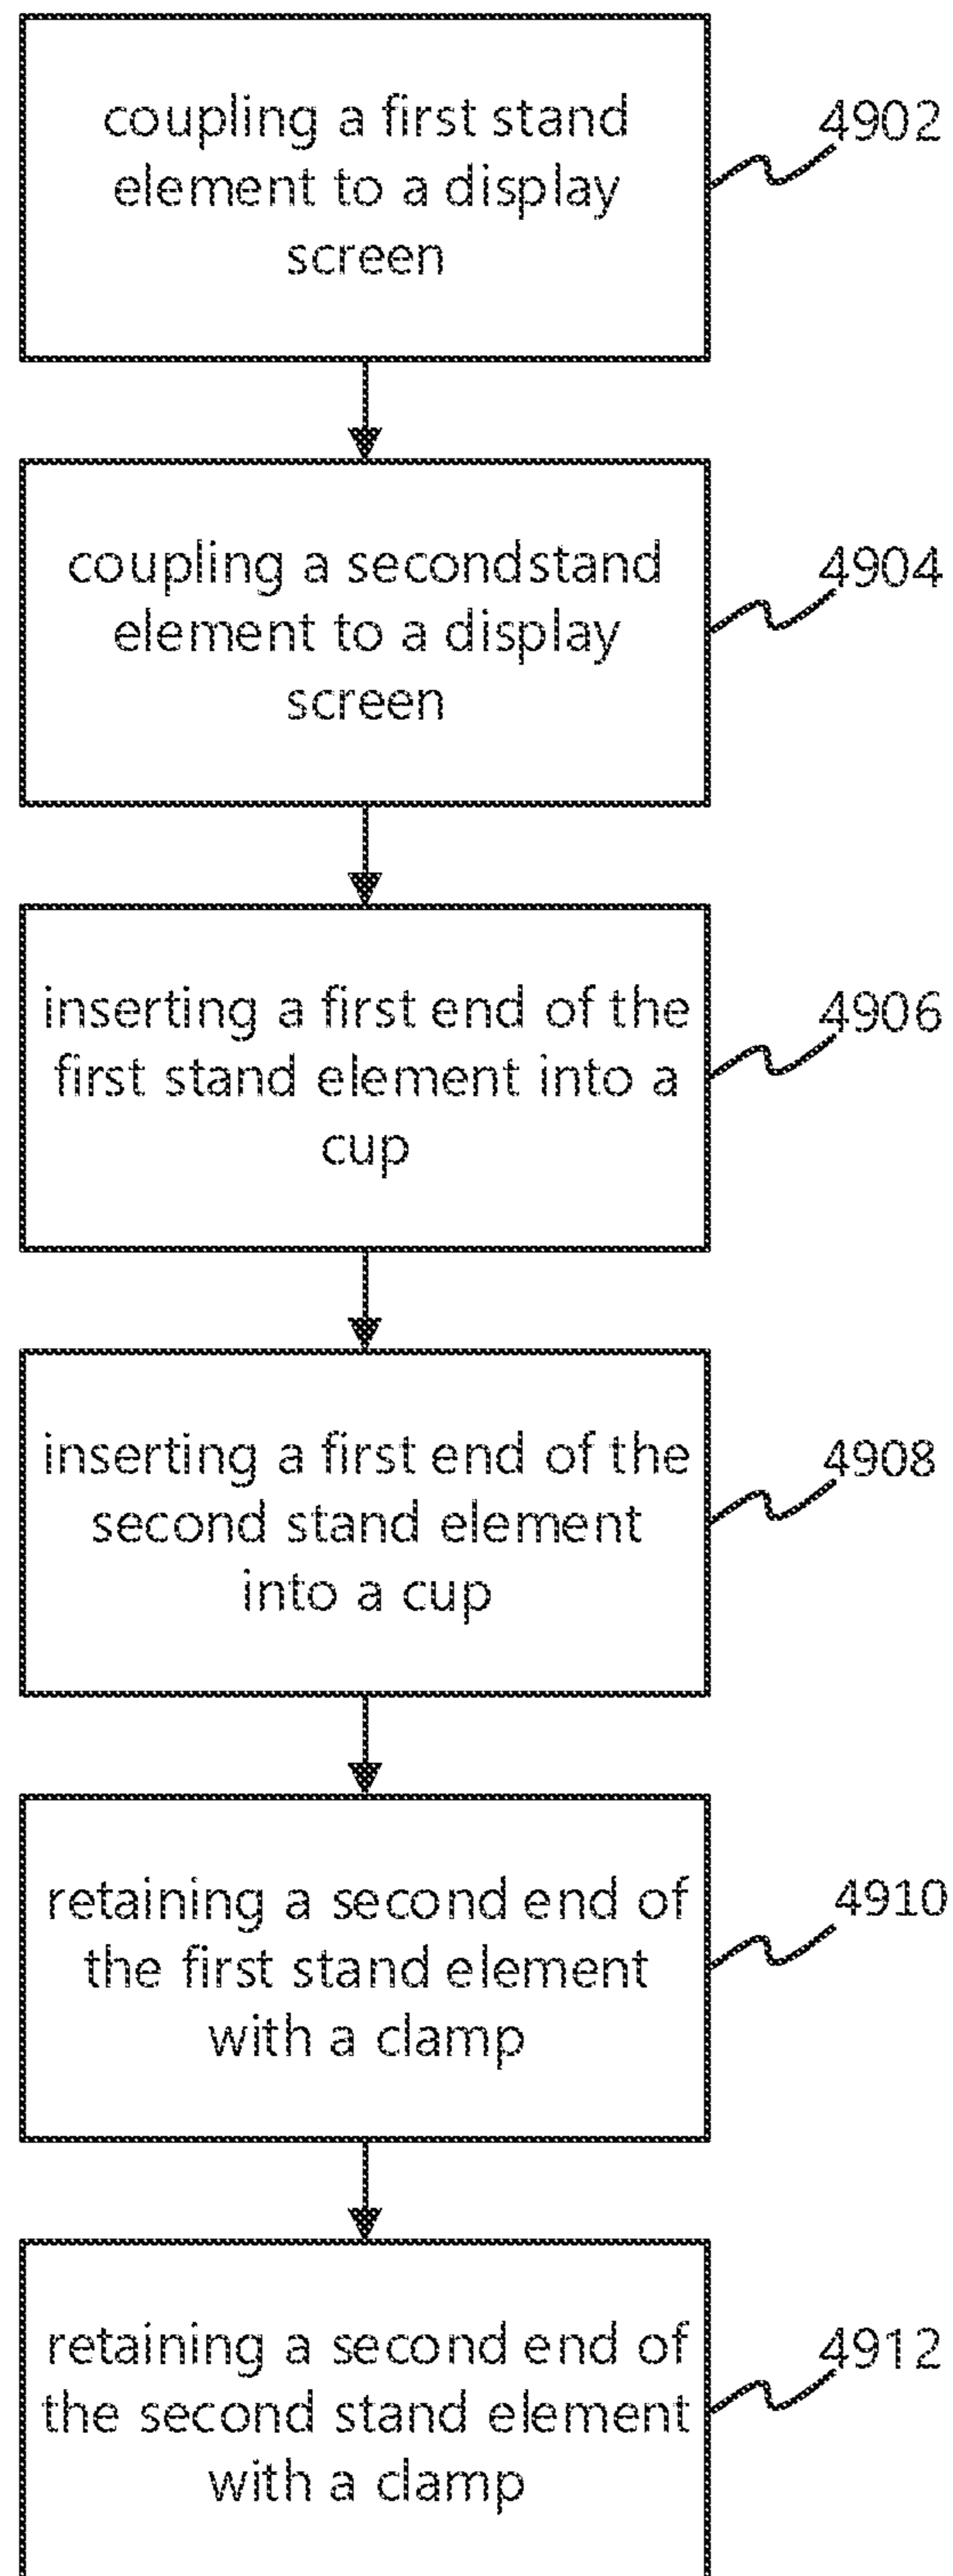 coupling a first stand
element to a display
screen
4902
coupling a secondstand
element to a display
screen
4904
inserting a first end of the
first stand element into a
cup
4906
inserting a first end of the
second stand element
into a cup
4908
retaining a second end of
the first stand element
with a clamp
4910
retaining a second end of
the second stand element
with a clamp
4912